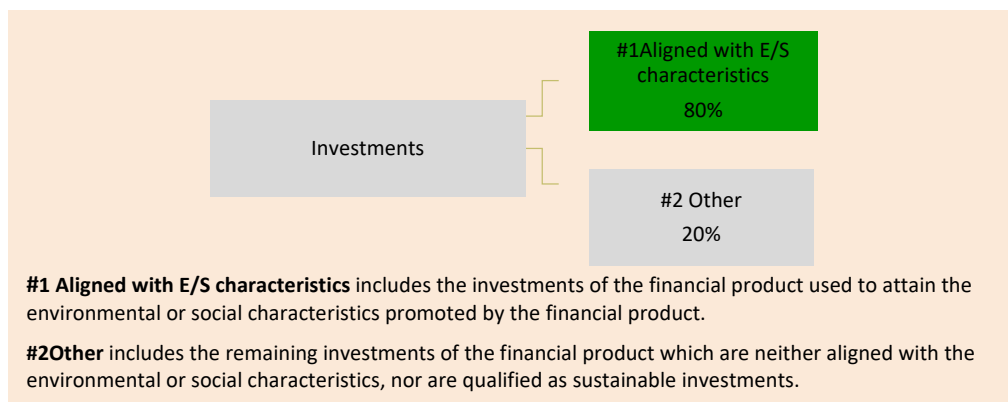 #1Aligned with E/S
characteristics
80%
Investments
#2 Other
20%
#1 Aligned with E/S characteristics includes the investments of the financial product used to attain the
environmental or social characteristics promoted by the financial product.
#2Other includes the remaining investments of the financial product which are neither aligned with the
environmental or social characteristics, nor are qualified as sustainable investments.